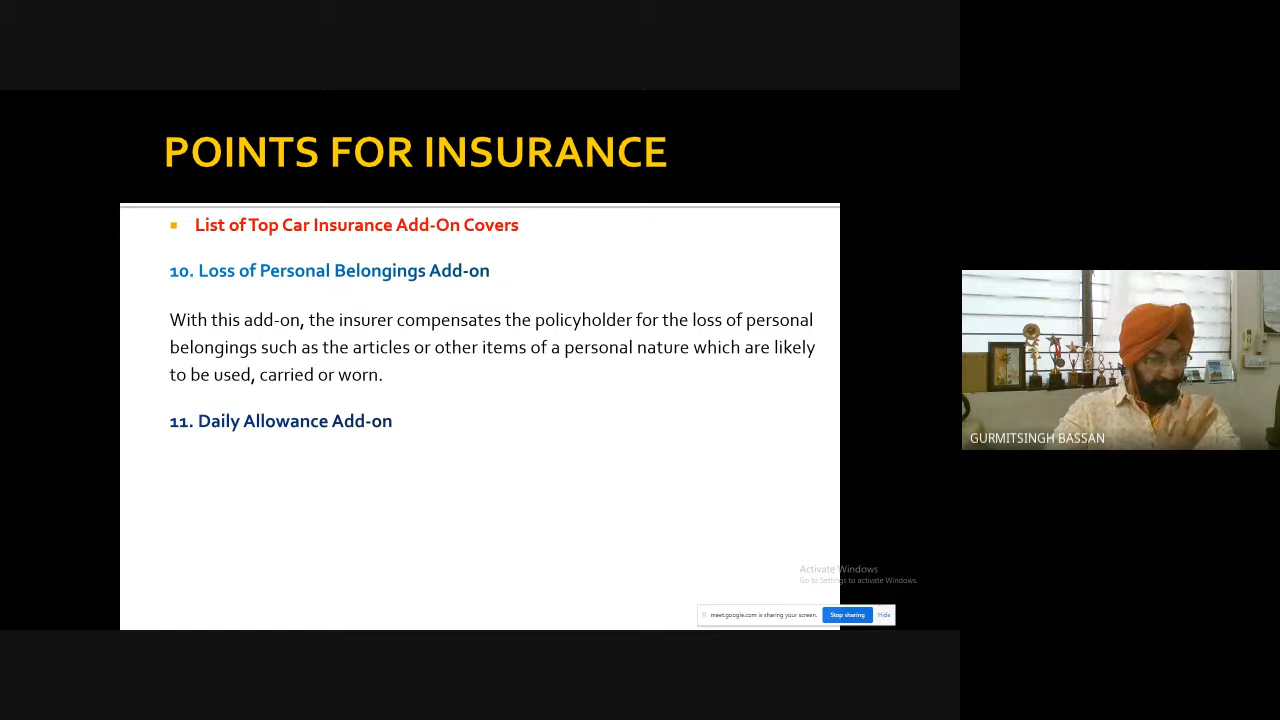 POINTS FOR INSURANCE
List of Top Car Insurance Add-On Covers
10. Loss of Personal Belongings Add-on
With this add-on, the insurer compensates the policyholder for the loss of personal
belongings such as the articles or other items of a personal nature which are likely
to be used, carried or worn.
11. Daily Allowance Add-on
GURMITSINGH BASSAN
Activate Windows
Go to Settings to activate Windows.
meet.google.com is sharing your screen.
Stop sharing
Hide